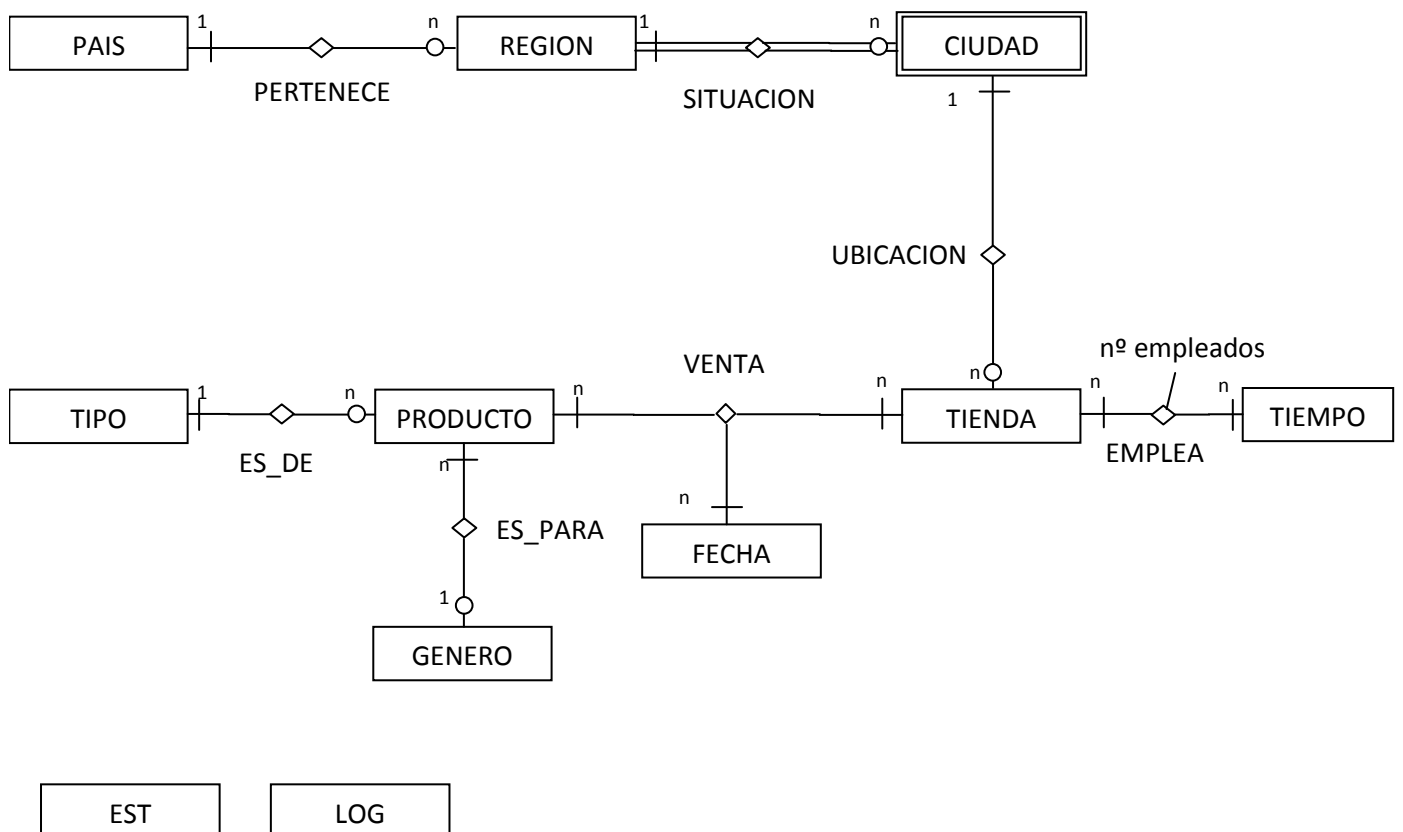 1 n 1 n
PAIS REGION CIUDAD
PERTENECE SITUACION
1
UBICACION
nº empleados
VENTA
1 n n n n n n
TIPO PRODUCTO TIENDA TIEMPO
ES_DE n EMPLEA
n
ES_PARA
FECHA
1
GENERO
EST LOG